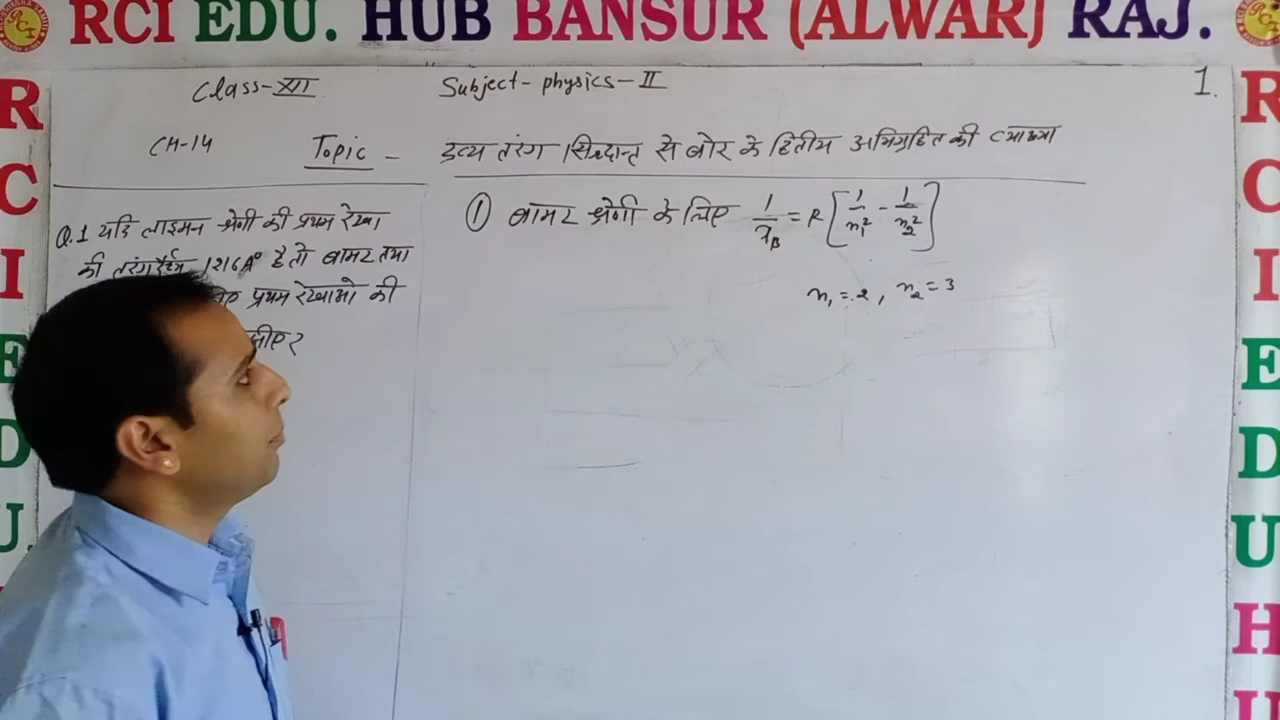 RCI EDU. HUB BANSUR (ALWAR) RAJ.
Class-XII
Subject- physics-II
1.
CH-14
Topic -
द्रव्य तरंग सिद्धान्त से बोर के द्वितीय अभिगृहित की व्याख्या
Q.1 यदि लाइमन श्रेणी की प्रथम रेखा
की तरंगदैर्ध्य 1216A° है तो बामर तथा
प्रथम रेखाओ की
① बामर श्रेणी के लिए 1/λ_B = R[1/n₁² - 1/n₂²]
n₁ = 2, n₂ = 3
R
C
I
E
D
U.
R
C
I
E
D
U
H
U